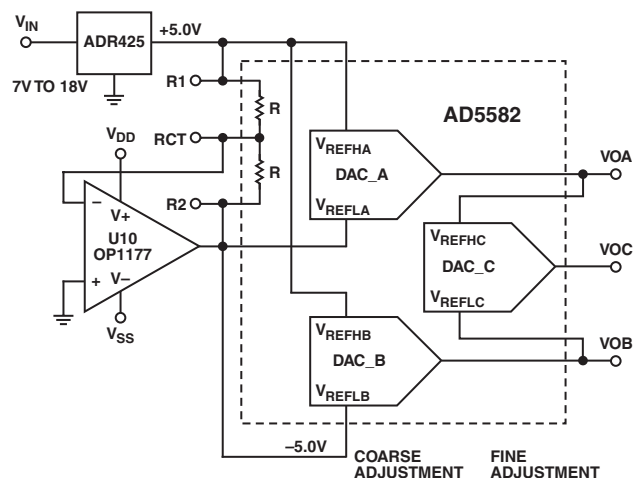 VIN
ADR425
+5.0V
7V TO 18V
R1
R
AD5582
VDD
RCT
VREFHA
DAC_A
VREFLA
VOA
R
R2
–
V+
U10
OP1177
+
V–
VSS
VREFHC
DAC_C
VREFLC
VOC
VREFHB
DAC_B
VREFLB
VOB
–5.0V
COARSE
ADJUSTMENT
FINE
ADJUSTMENT